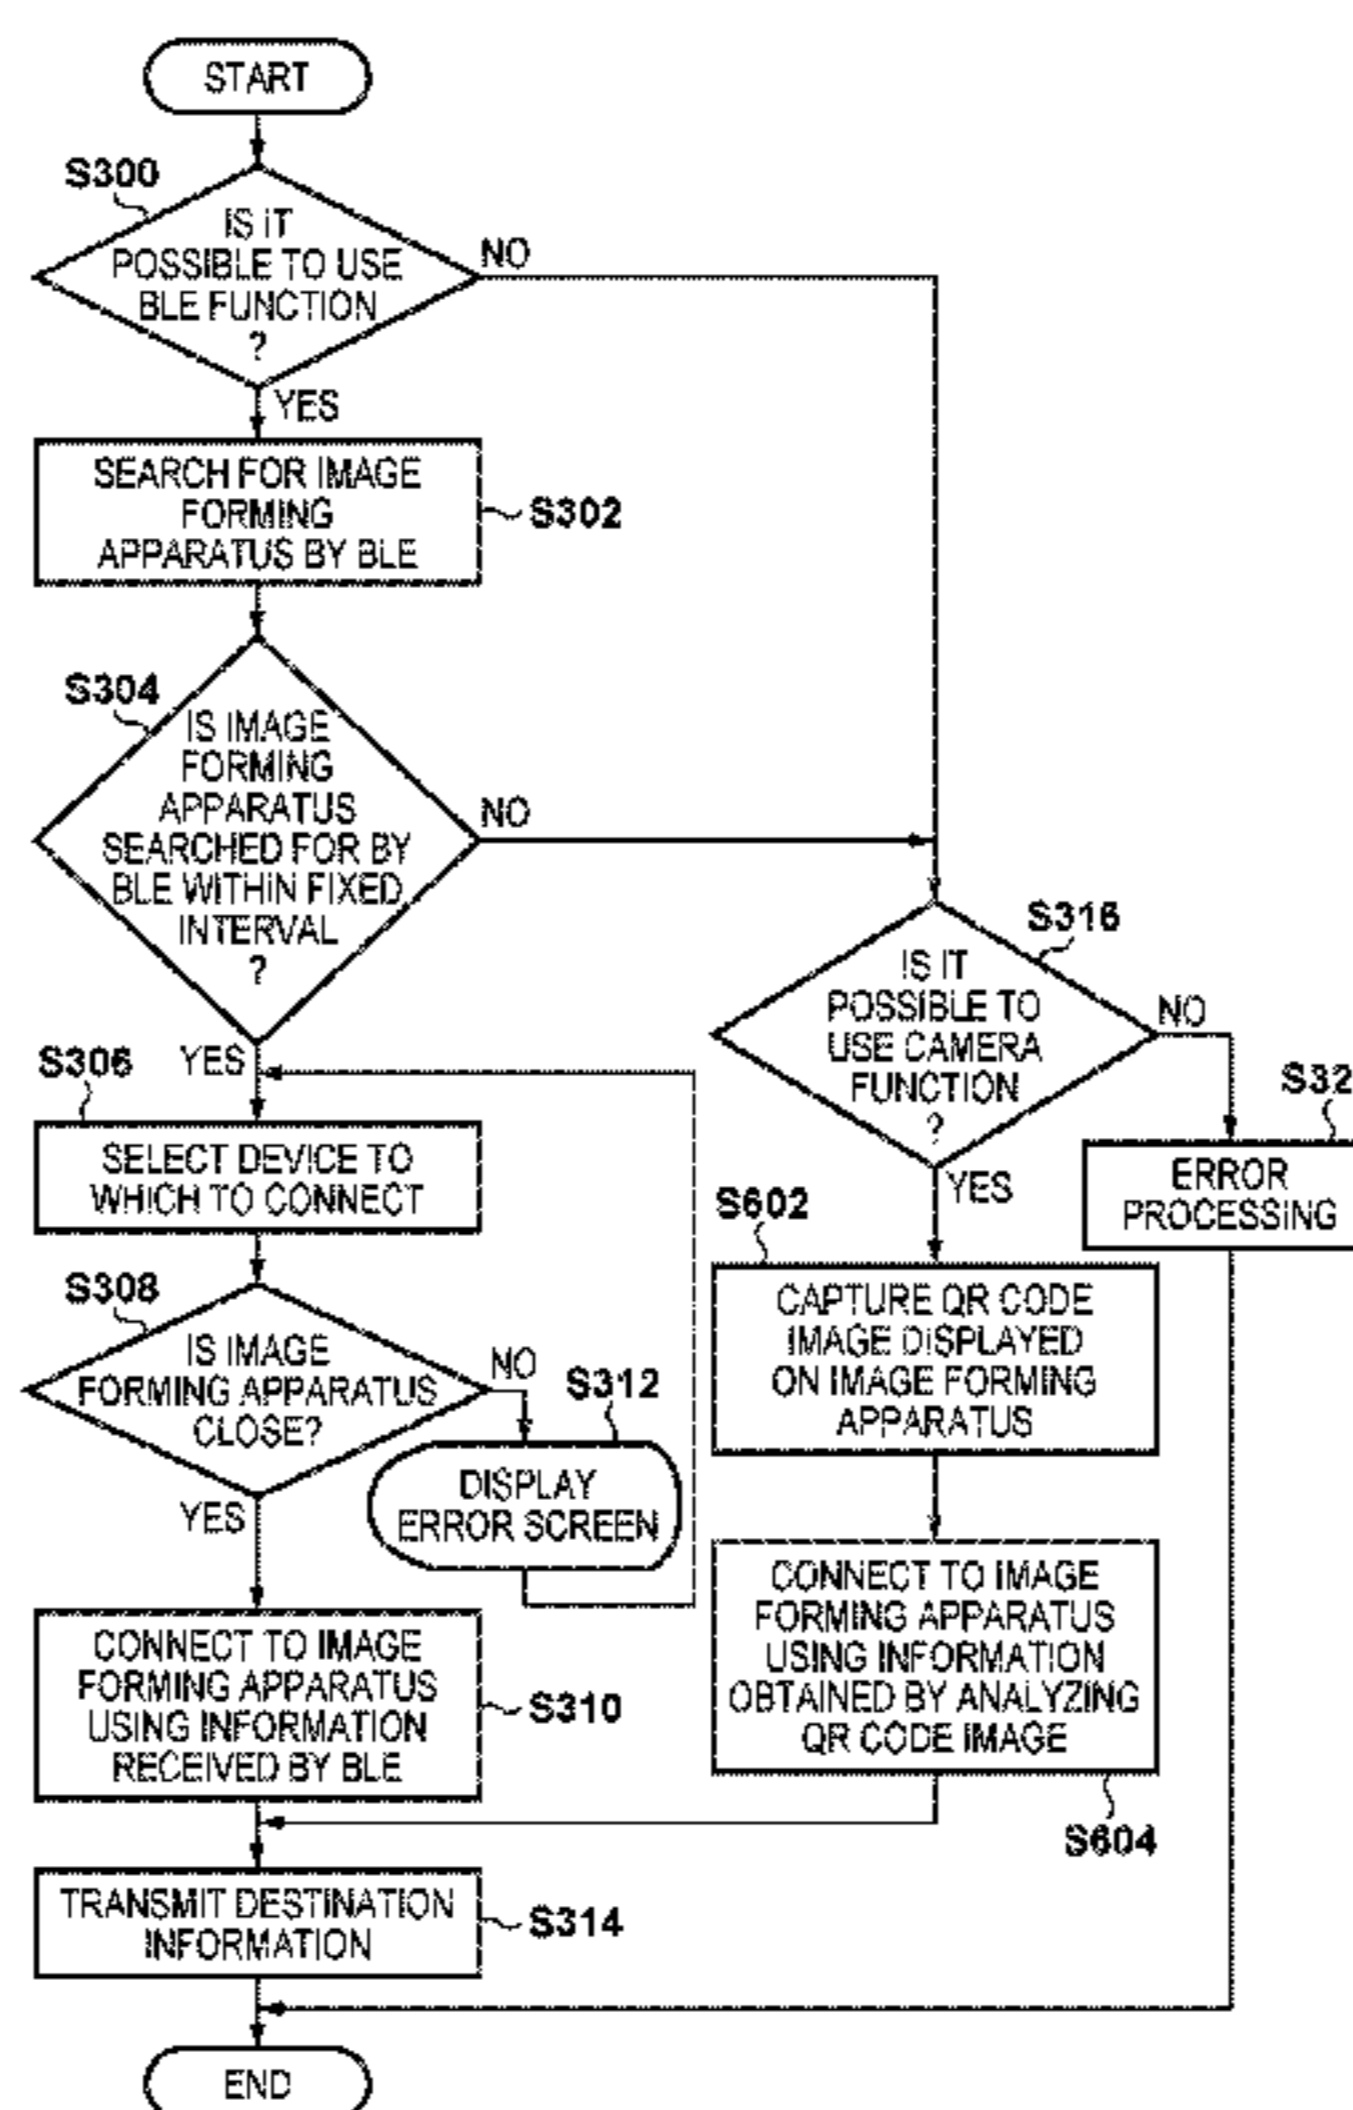 START
S300
IS IT
POSSIBLE TO USE
BLE FUNCTION
?
NO
YES
SEARCH FOR IMAGE
FORMING
APPARATUS BY BLE
S302
S304
IS IMAGE
FORMING
APPARATUS
SEARCHED FOR BY
BLE WITHIN FIXED
INTERVAL
?
NO
YES
S306
SELECT DEVICE TO
WHICH TO CONNECT
S308
IS IMAGE
FORMING APPARATUS
CLOSE?
NO
YES
S312
DISPLAY
ERROR SCREEN
CONNECT TO IMAGE
FORMING APPARATUS
USING INFORMATION
RECEIVED BY BLE
S310
S316
IS IT
POSSIBLE TO
USE CAMERA
FUNCTION
?
NO
YES
S32
ERROR
PROCESSING
S602
CAPTURE QR CODE
IMAGE DISPLAYED
ON IMAGE FORMING
APPARATUS
CONNECT TO IMAGE
FORMING APPARATUS
USING INFORMATION
OBTAINED BY ANALYZING
QR CODE IMAGE
S604
TRANSMIT DESTINATION
INFORMATION
S314
END